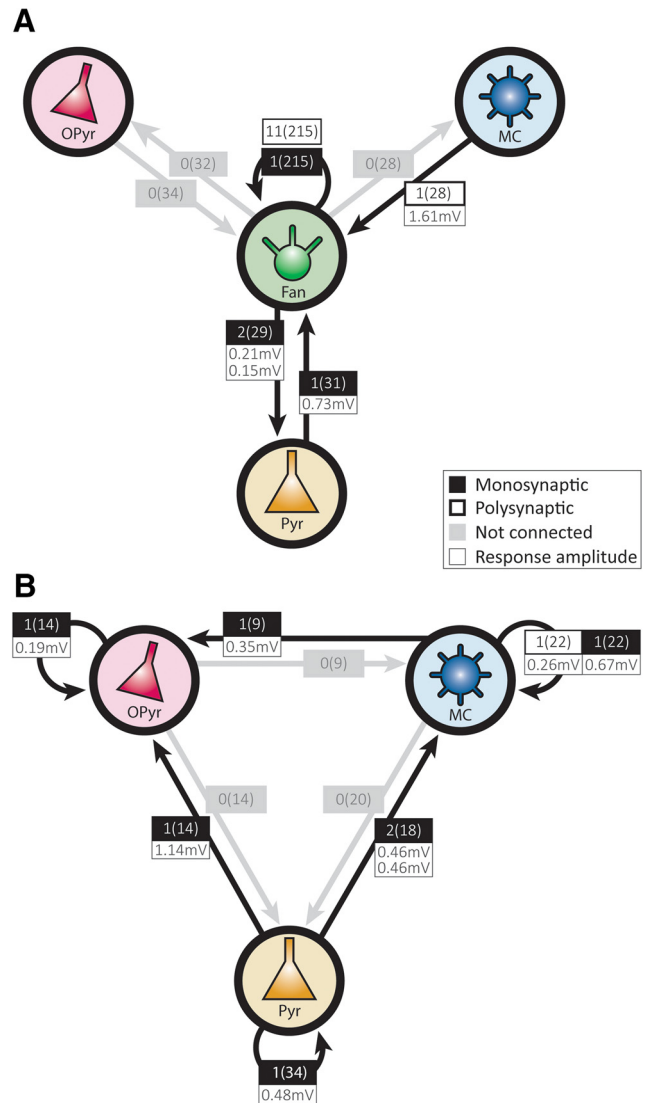 A
OPyr
MC
11(215)
1(215)
0(32)
0(34)
0(28)
1(28)
1.61mV
Fan
2(29)
0.21mV
0.15mV
1(31)
0.73mV
Pyr
Monosynaptic
Polysynaptic
Not connected
Response amplitude
B
1(14)
0.19mV
1(9)
0.35mV
0(9)
1(22)
1(22)
0.26mV
0.67mV
OPyr
MC
0(14)
0(20)
1(14)
1.14mV
2(18)
0.46mV
0.46mV
Pyr
1(34)
0.48mV